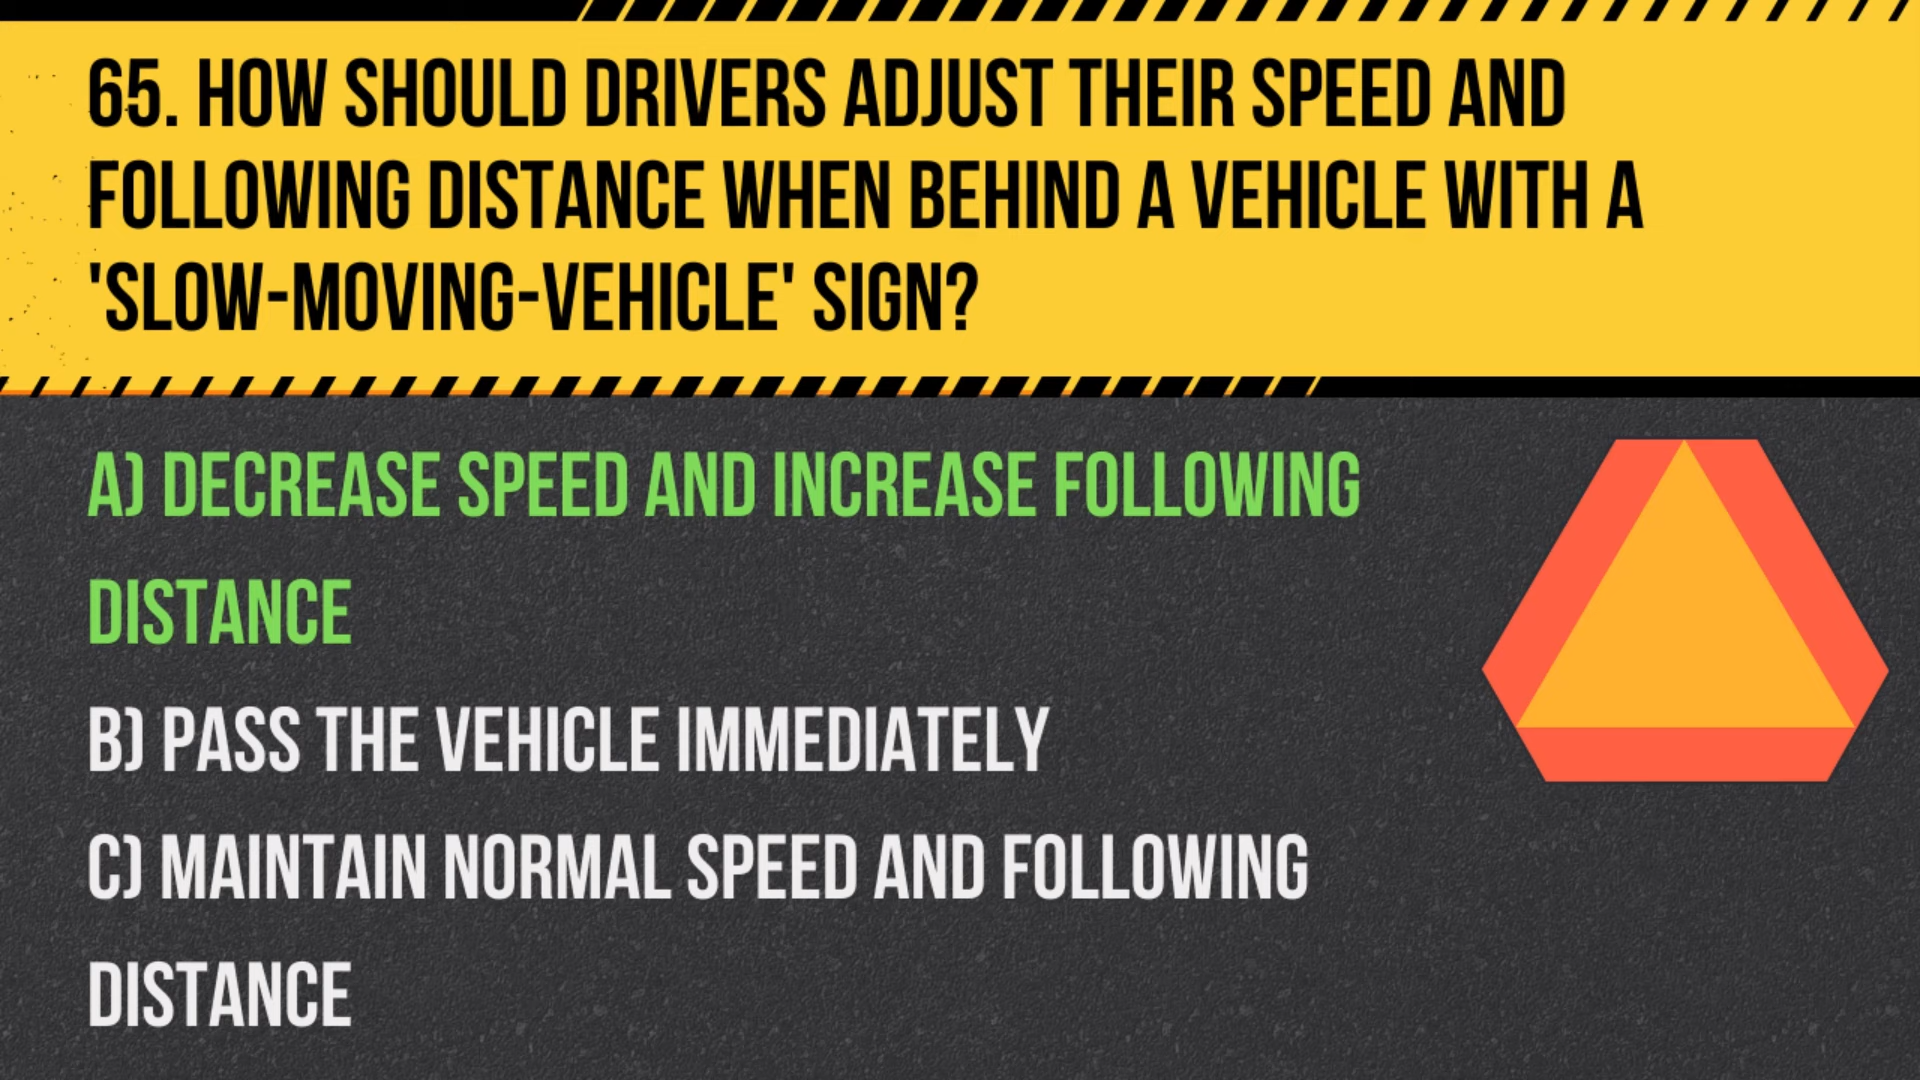 65. HOW SHOULD DRIVERS ADJUST THEIR SPEED AND
FOLLOWING DISTANCE WHEN BEHIND A VEHICLE WITH A
'SLOW-MOVING-VEHICLE' SIGN?
A) DECREASE SPEED AND INCREASE FOLLOWING
DISTANCE
B) PASS THE VEHICLE IMMEDIATELY
C) MAINTAIN NORMAL SPEED AND FOLLOWING
DISTANCE